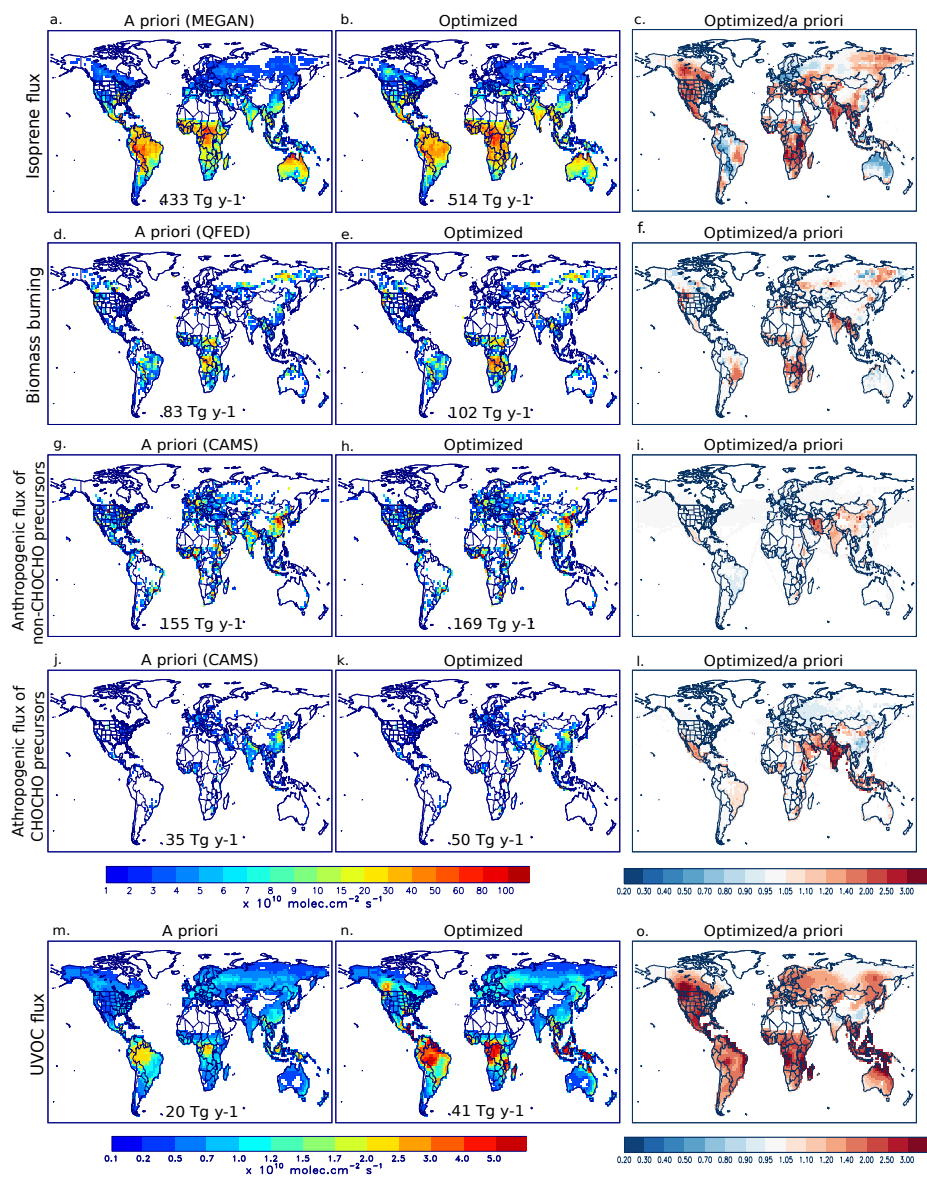 a. A priori (MEGAN) b. Optimized c. Optimized/a priori
Isoprene flux
433 Tg y-1 514 Tg y-1
d. A priori (QFED) e. Optimized f. Optimized/a priori
Biomass burning
83 Tg y-1 102 Tg y-1
g. A priori (CAMS) h. Optimized i. Optimized/a priori
Anthropogenic flux of
non-CHOCHO precursors
155 Tg y-1 169 Tg y-1
j. A priori (CAMS) k. Optimized l. Optimized/a priori
Athropogenic flux of
CHOCHO precursors
35 Tg y-1 50 Tg y-1
1 2 3 4 5 6 7 8 9 10 15 20 30 40 60 80 100
x 10¹⁰ molec.cm⁻² s⁻¹
0.20 0.30 0.40 0.60 0.80 0.90 0.95 1.05 1.10 1.20 1.40 2.00 2.50 3.00
m. A priori n. Optimized o. Optimized/a priori
UVOC flux
20 Tg y-1 41 Tg y-1
0.1 0.2 0.5 0.7 1.0 1.2 1.5 1.7 2.0 2.5 3.0 4.0 5.0
x 10¹⁰ molec.cm⁻² s⁻¹
0.20 0.30 0.40 0.60 0.80 0.90 0.95 1.05 1.10 1.20 1.40 2.00 2.50 3.00